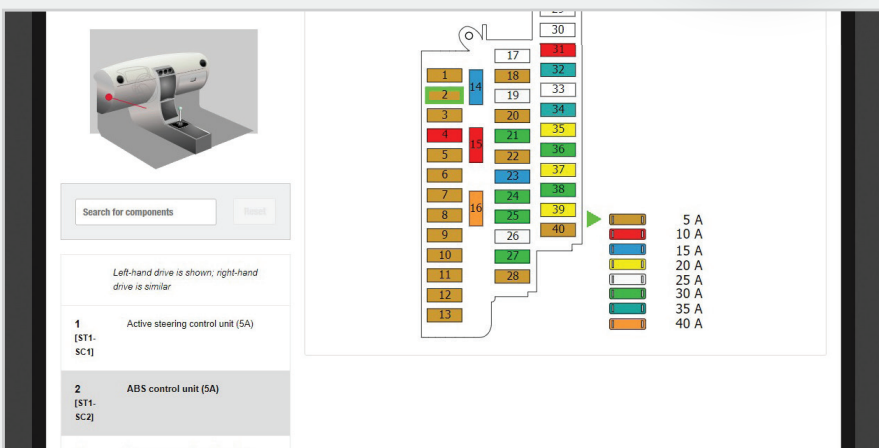 Search for components
Reset
Left-hand drive is shown; right-hand
drive is similar
1
[ST1-
SC1]
Active steering control unit (5A)
2
[ST1-
SC2]
ABS control unit (5A)
1
2
3
4
5
6
7
8
9
10
11
12
13
14
15
16
17
18
19
20
21
22
23
24
25
26
27
28
29
30
31
32
33
34
35
36
37
38
39
40
5 A
10 A
15 A
20 A
25 A
30 A
35 A
40 A